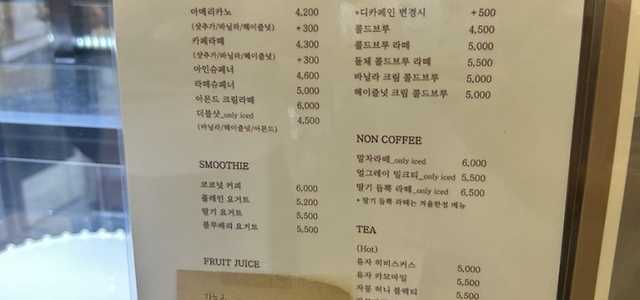 아메리카노 4,200
(샷추가/바닐라/헤이즐넛) +300
카페라떼 4,300
(샷추가/바닐라/헤이즐넛) +300
아인슈페너 4,600
라떼슈페너 5,000
아몬드 크림라떼 6,000
더블샷_only iced 4,500
(바닐라/헤이즐넛/아몬드)
SMOOTHIE
코코넛 커피 6,000
플레인 요거트 5,200
딸기 요거트 5,500
블루베리 요거트 5,500
FRUIT JUICE
*디카페인 변경시 +500
콜드브루 4,500
콜드브루 라떼 5,000
돌체 콜드브루 라떼 5,500
바닐라 크림 콜드브루 5,000
헤이즐넛 크림 콜드브루 5,000
NON COFFEE
말차라떼_only iced 6,000
얼그레이 밀크티_only iced 5,500
딸기 듬뿍 라떼_only iced 6,500
* 딸기 듬뿍 라떼는 겨울한정 메뉴
TEA
(Hot)
유자 히비스커스 5,000
유자 카모마일 5,500
자몽 허니 블랙티 5,500